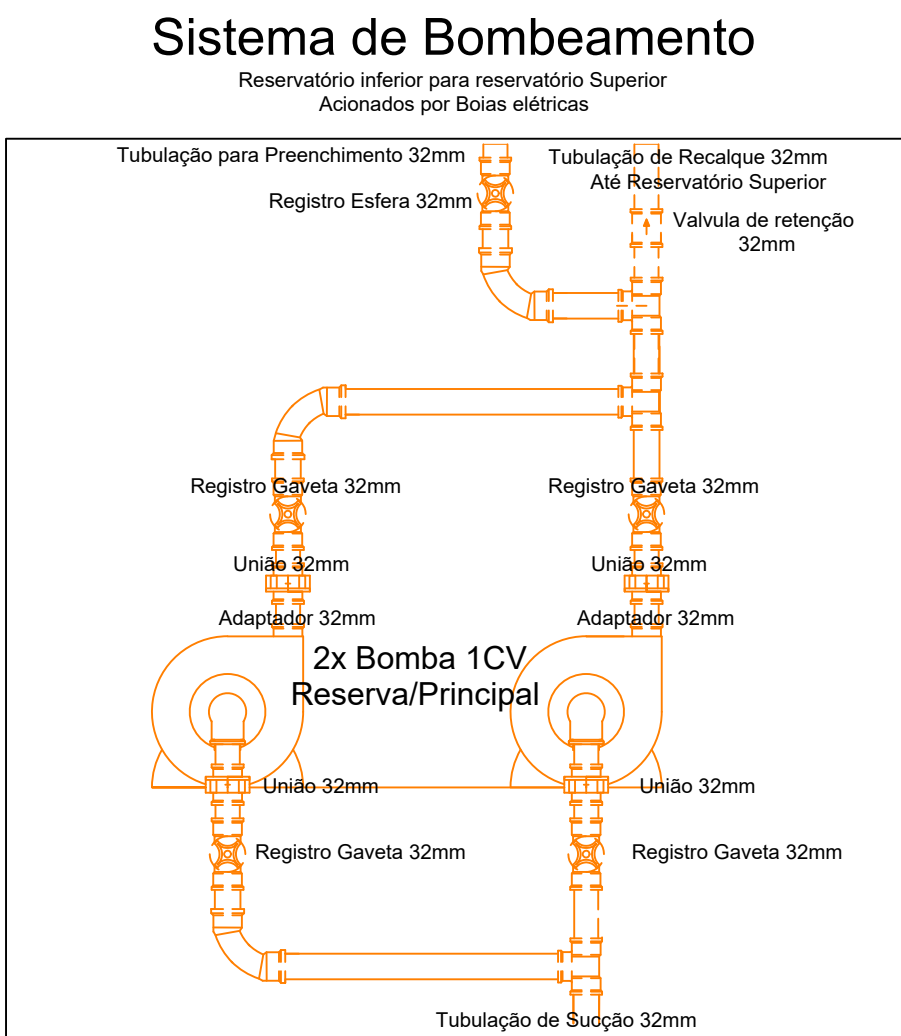 Sistema de Bombeamento
Reservatório inferior para reservatório Superior
Acionados por Boias elétricas
Tubulação para Preenchimento 32mm
Tubulação de Recalque 32mm
Até Reservatório Superior
Registro Esfera 32mm
Valvula de retenção
32mm
Registro Gaveta 32mm
Registro Gaveta 32mm
União 32mm
União 32mm
Adaptador 32mm
Adaptador 32mm
2x Bomba 1CV
Reserva/Principal
União 32mm
União 32mm
Registro Gaveta 32mm
Registro Gaveta 32mm
Tubulação de Sucção 32mm